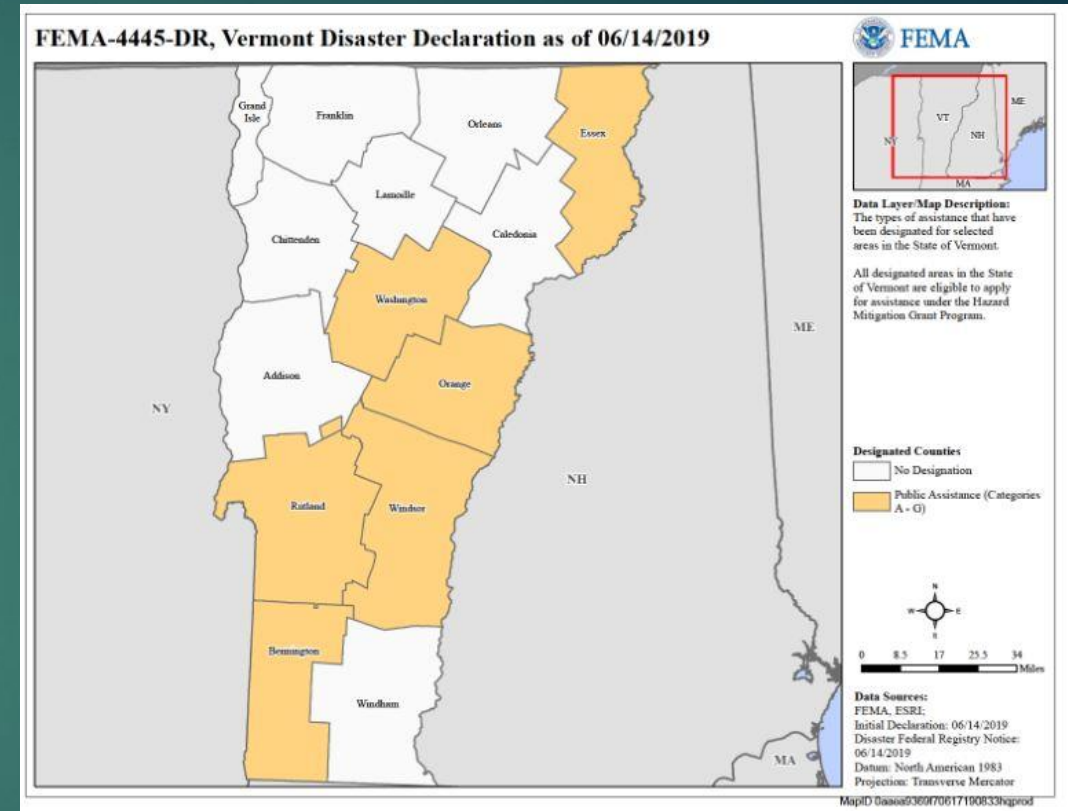 FEMA-4445-DR, Vermont Disaster Declaration as of 06/14/2019
FEMA
Grand
Isle
Franklin
Orleans
Essex
Lamoille
Chittenden
Caledonia
Washington
Addison
Orange
Rutland
Windsor
Bennington
Windham
NY
NH
ME
MA
VT
ME
NH
NY
MA
Data Layer/Map Description:
The types of assistance that have
been designated for selected
areas in the State of Vermont.
All designated areas in the State
of Vermont are eligible to apply
for assistance under the Hazard
Mitigation Grant Program.
Designated Counties
No Designation
Public Assistance (Categories
A - G)
N
W
E
S
0 8.5 17 25.5 34
Miles
Data Sources:
FEMA, ESRI;
Initial Declaration: 06/14/2019
Disaster Federal Registry Notice:
06/14/2019
Datum: North American 1983
Projection: Transverse Mercator